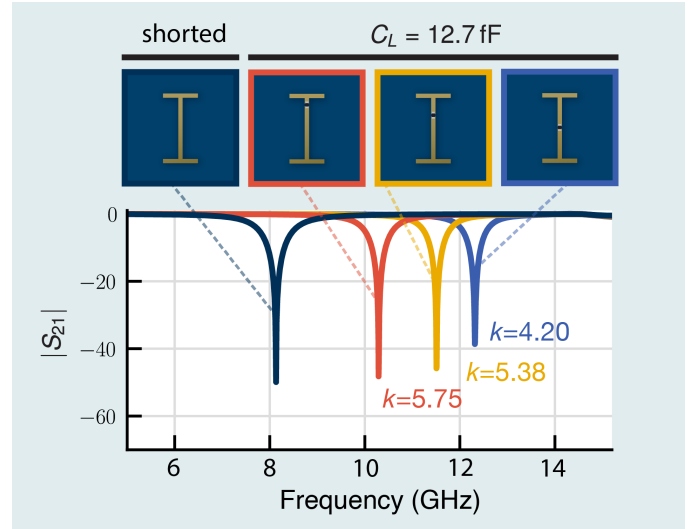 shorted
C_L = 12.7 fF
0
−20
−40
−60
|S_21|
k=4.20
k=5.38
k=5.75
6 8 10 12 14
Frequency (GHz)